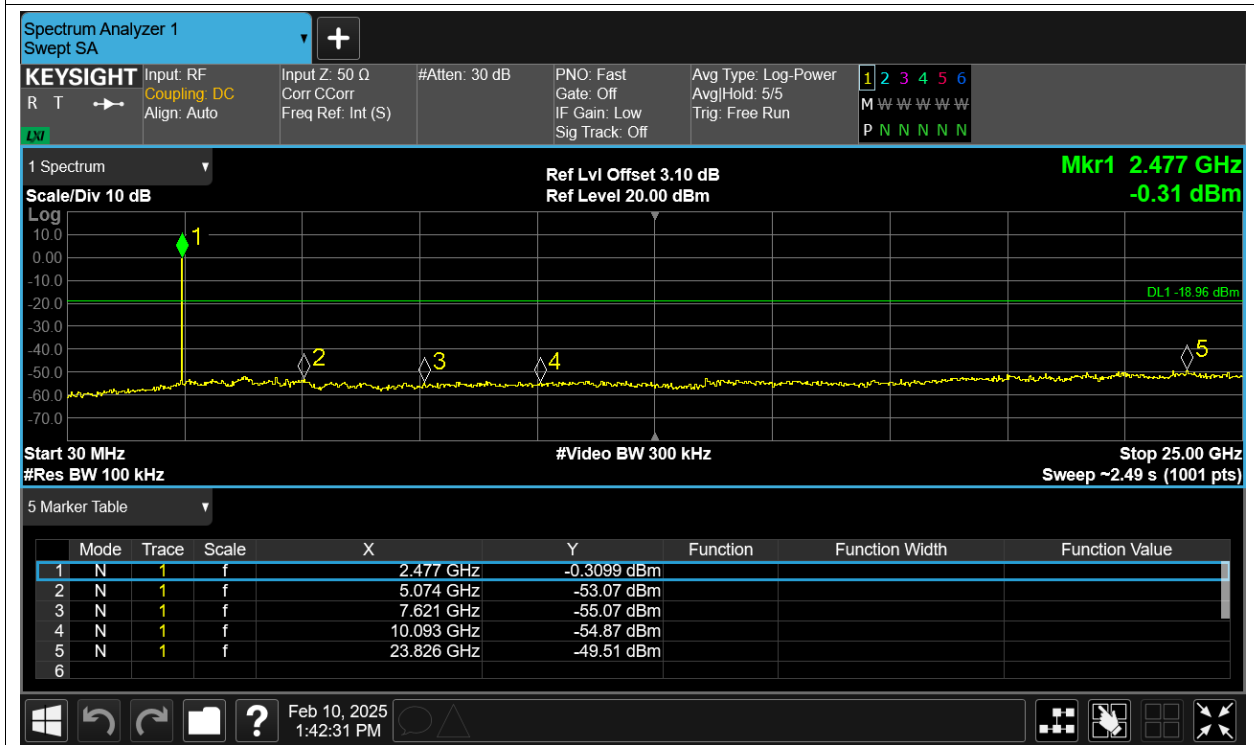 Spectrum Analyzer 1
Swept SA
KEYSIGHT
R T
LXI
Input: RF
Coupling: DC
Align: Auto
Input Z: 50 Ω
Corr CCorr
Freq Ref: Int (S)
#Atten: 30 dB
PNO: Fast
Gate: Off
IF Gain: Low
Sig Track: Off
Avg Type: Log-Power
Avg|Hold: 5/5
Trig: Free Run
1 2 3 4 5 6
M W W W W W
P N N N N N
1 Spectrum
Scale/Div 10 dB
Ref Lvl Offset 3.10 dB
Ref Level 20.00 dBm
Mkr1 2.477 GHz
-0.31 dBm
Log
10.0
0.00
-10.0
-20.0
-30.0
-40.0
-50.0
-60.0
-70.0
1
2
3
4
5
DL1 -18.96 dBm
Start 30 MHz
#Res BW 100 kHz
#Video BW 300 kHz
Stop 25.00 GHz
Sweep ~2.49 s (1001 pts)
5 Marker Table
Mode Trace Scale X Y Function Function Width Function Value
1 N 1 f 2.477 GHz -0.3099 dBm
2 N 1 f 5.074 GHz -53.07 dBm
3 N 1 f 7.621 GHz -55.07 dBm
4 N 1 f 10.093 GHz -54.87 dBm
5 N 1 f 23.826 GHz -49.51 dBm
6
?
Feb 10, 2025
1:42:31 PM